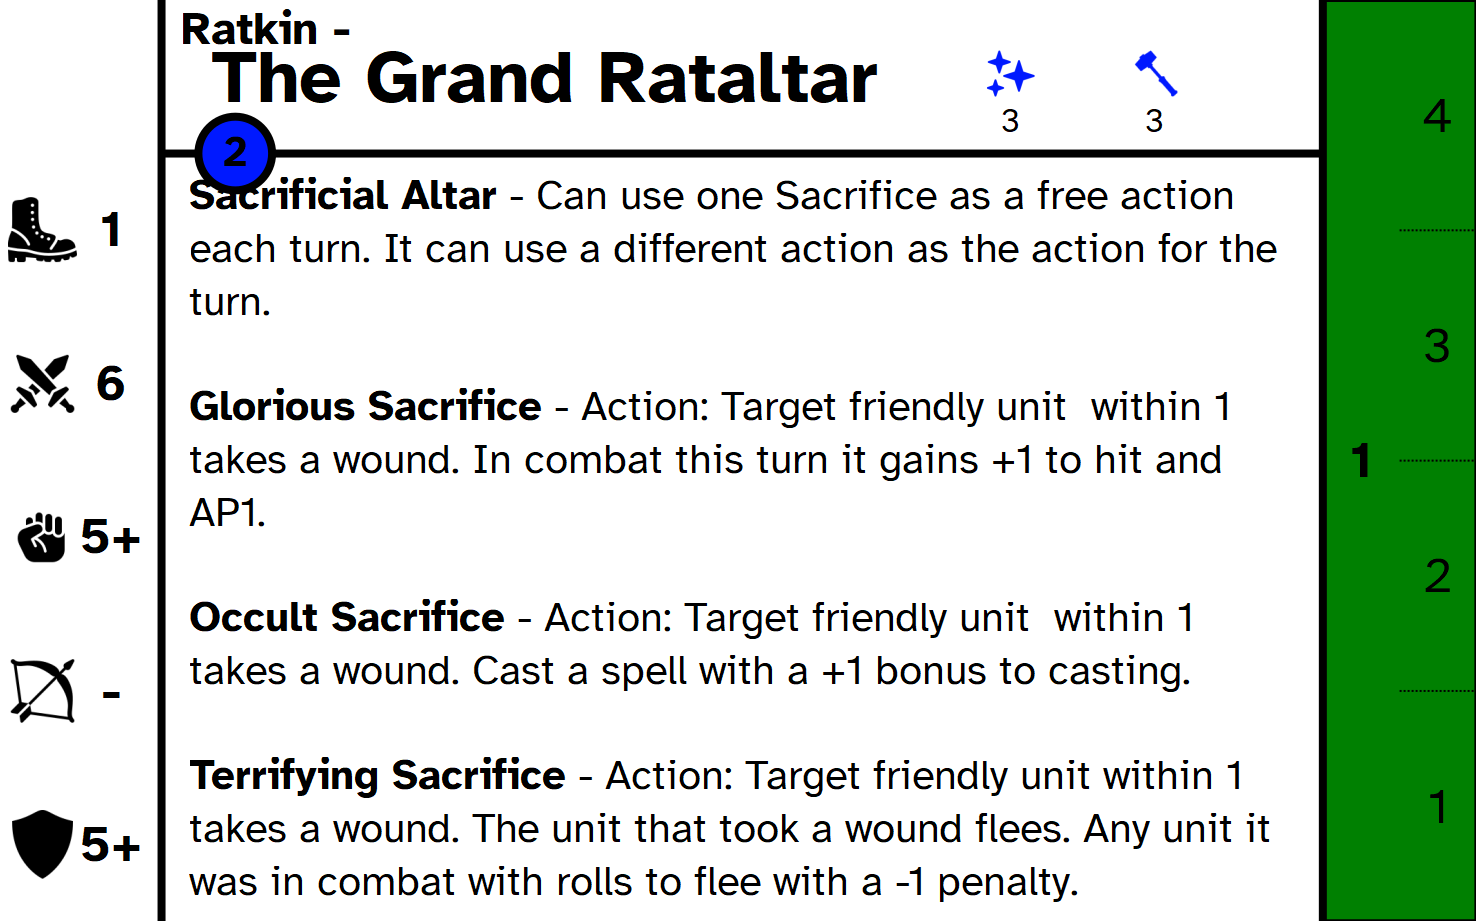 Ratkin -
The Grand Rataltar
3
3
2
1
6
5+
-
5+
Sacrificial Altar - Can use one Sacrifice as a free action
each turn. It can use a different action as the action for the
turn.
Glorious Sacrifice - Action: Target friendly unit  within 1
takes a wound. In combat this turn it gains +1 to hit and
AP1.
Occult Sacrifice - Action: Target friendly unit  within 1
takes a wound. Cast a spell with a +1 bonus to casting.
Terrifying Sacrifice - Action: Target friendly unit within 1
takes a wound. The unit that took a wound flees. Any unit it
was in combat with rolls to flee with a -1 penalty.
1
4
3
2
1